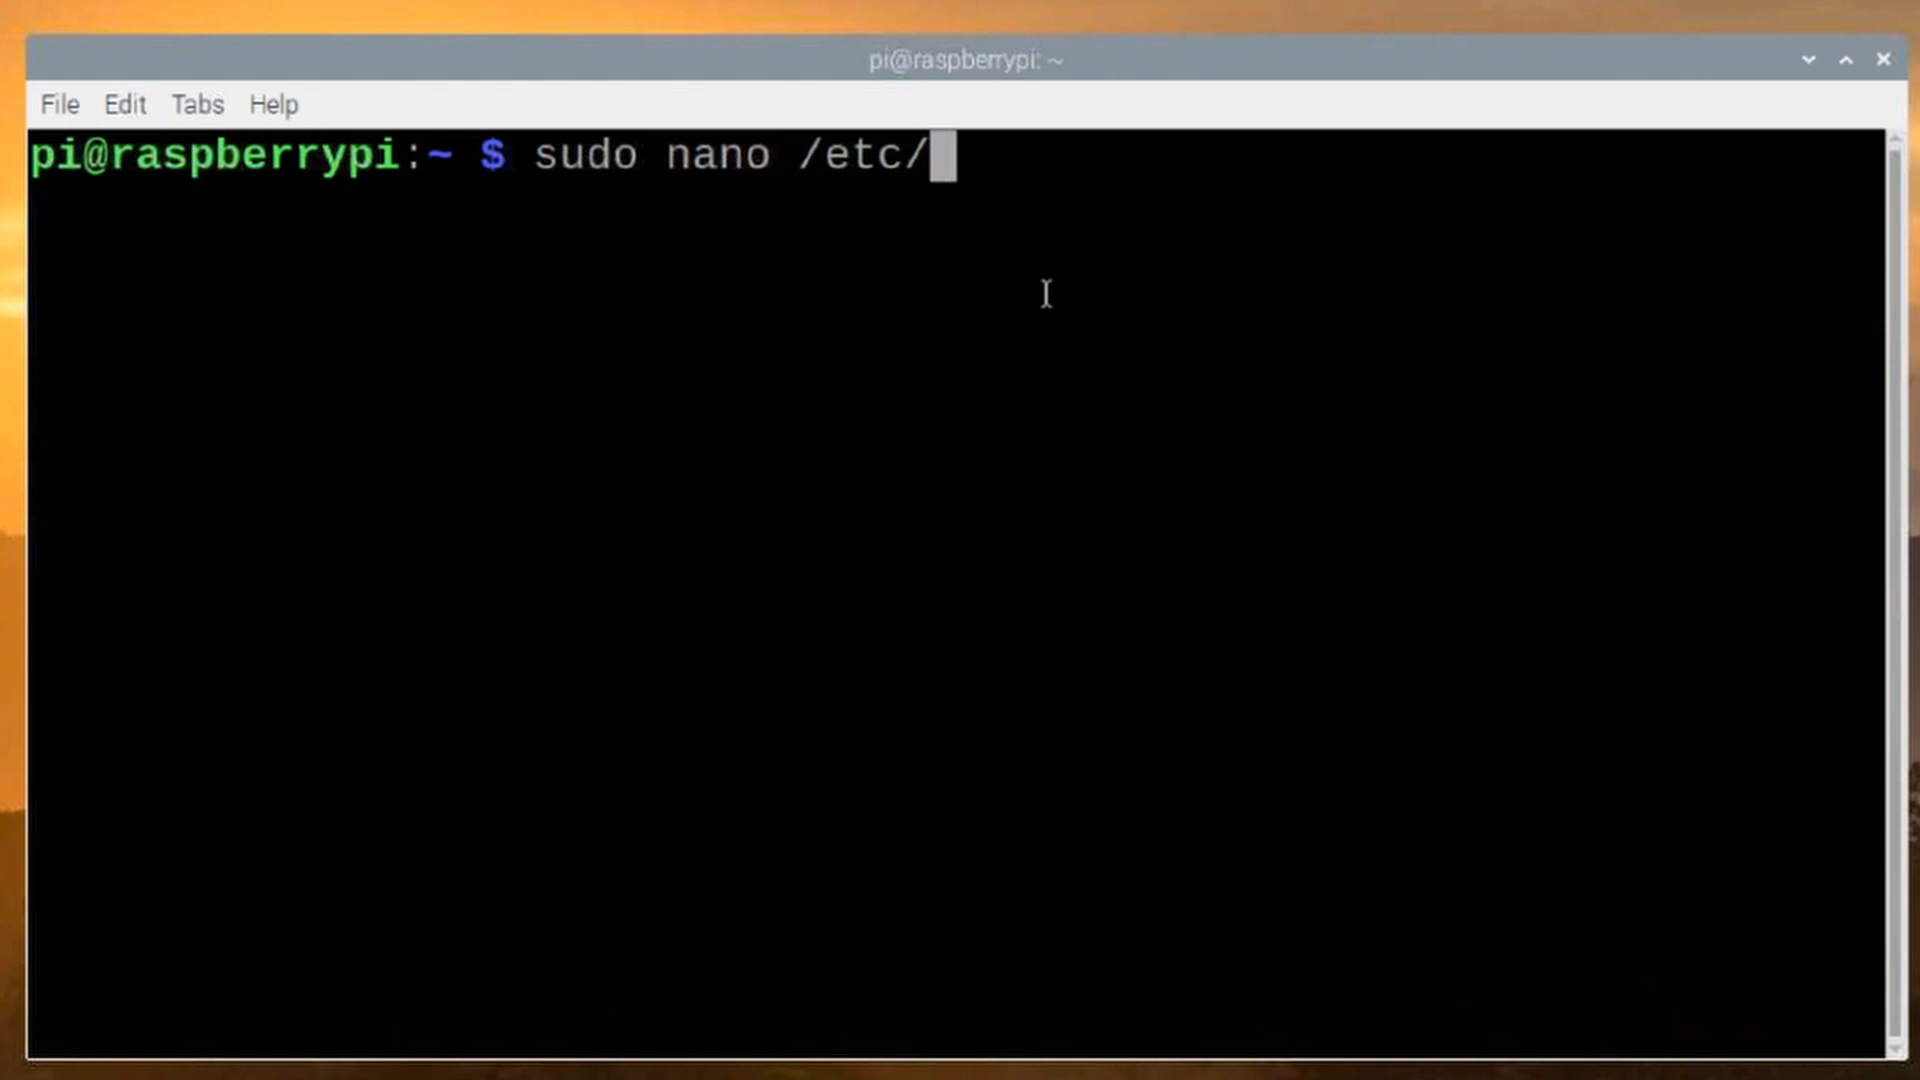 pi@raspberrypi: ~
File Edit Tabs Help
pi@raspberrypi:~ $ sudo nano /etc/